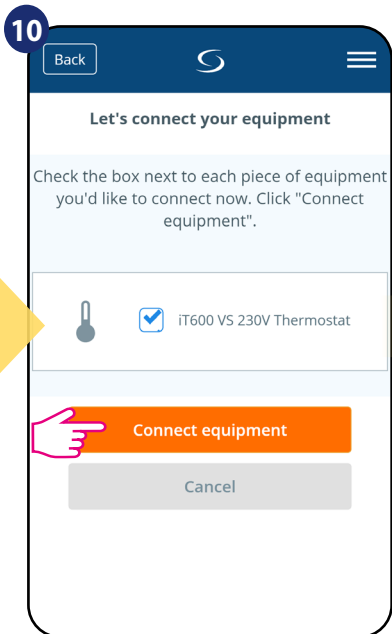 10
Back
Let's connect your equipment
Check the box next to each piece of equipment
you'd like to connect now. Click "Connect
equipment".
iT600 VS 230V Thermostat
Connect equipment
Cancel